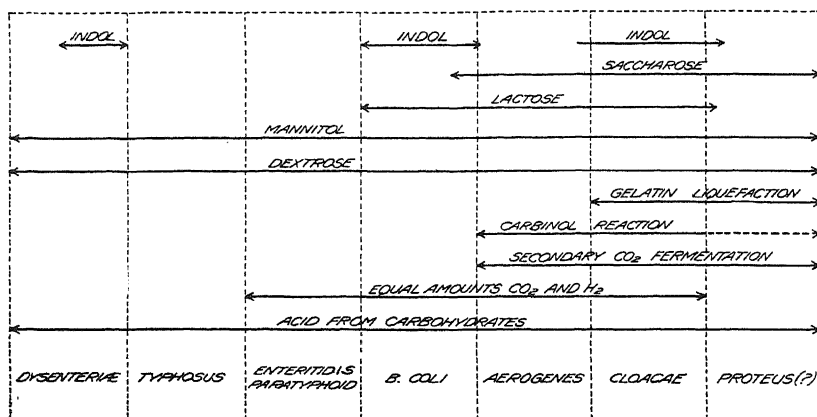 INDOL INDOL INDOL
SACCHAROSE
LACTOSE
MANNITOL
DEXTROSE
GELATIN LIQUEFACTION
CARBINOL REACTION
SECONDARY CO₂ FERMENTATION
EQUAL AMOUNTS CO₂ AND H₂
ACID FROM CARBOHYDRATES
DYSENTERIÆ TYPHOSUS ENTERITIDIS B. COLI AEROGENES CLOACAE PROTEUS(?)
PARATYPHOID